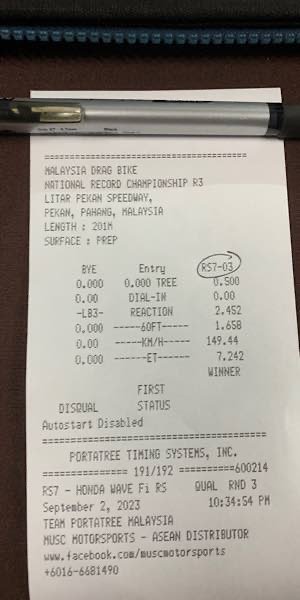 ===============================
MALAYSIA DRAG BIKE
NATIONAL RECORD CHAMPIONSHIP R3
LITAR PEKAN SPEEDWAY,
PEKAN, PAHANG, MALAYSIA
LENGTH : 201M
SURFACE : PREP
BYE Entry RS7-03
0.000 0.000 TREE 0.500
0.00 DIAL-IN 0.00
-LB3- REACTION 2.452
0.000 -----60FT----- 1.658
0.00 -----KM/H----- 149.44
0.000 ------ET------ 7.242
WINNER
FIRST
DISQUAL STATUS
Autostart Disabled
===================================
PORTATREE TIMING SYSTEMS, INC.
============== 191/192 ==========600214
RS7 - HONDA WAVE Fi RS QUAL RND 3
September 2, 2023 10:34:54 PM
TEAM PORTATREE MALAYSIA
MUSC MOTORSPORTS - ASEAN DISTRIBUTOR
www.facebook.com/muscmotorsports
+6016-6681490